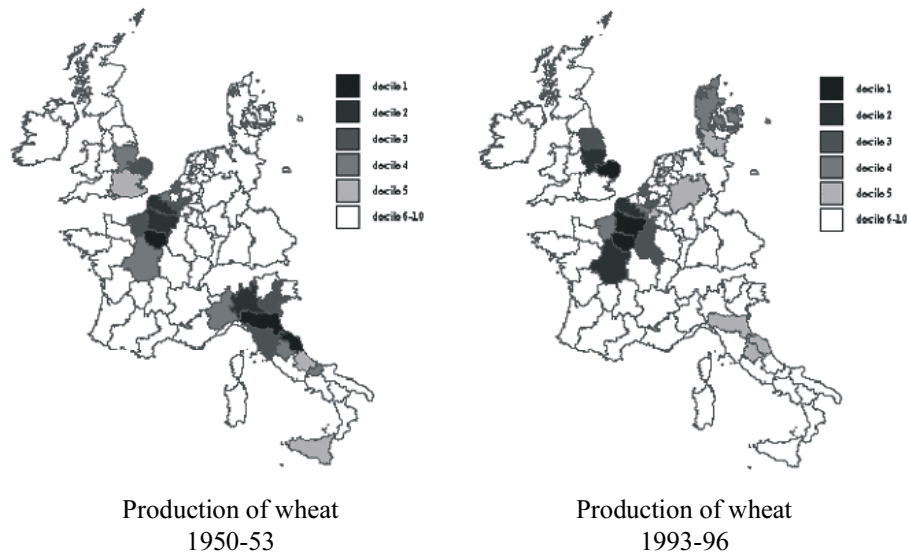 decile 1
decile 2
decile 3
decile 4
decile 5
decile 6-10
decile 1
decile 2
decile 3
decile 4
decile 5
decile 6-10
Production of wheat
1950-53
Production of wheat
1993-96